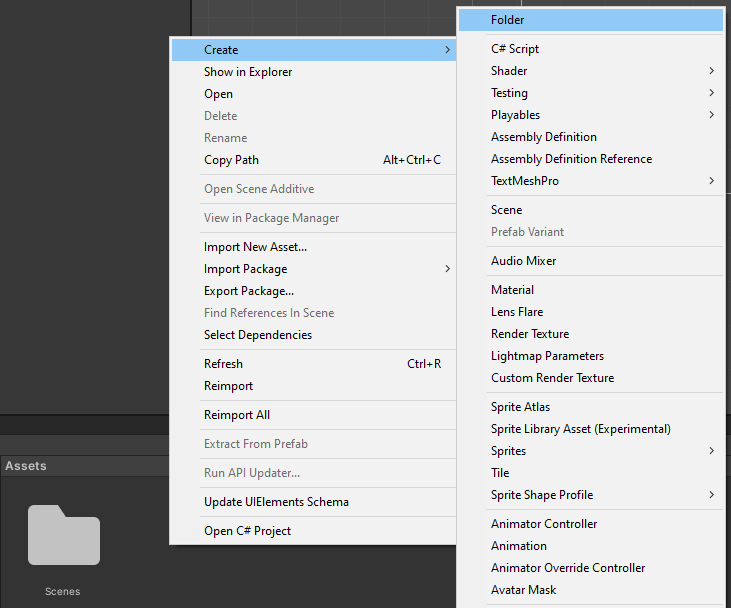 Create
Show in Explorer
Open
Delete
Rename
Copy Path Alt+Ctrl+C
Open Scene Additive
View in Package Manager
Import New Asset...
Import Package
Export Package...
Find References In Scene
Select Dependencies
Refresh Ctrl+R
Reimport
Reimport All
Extract From Prefab
Run API Updater...
Update UIElements Schema
Open C# Project
Folder
C# Script
Shader
Testing
Playables
Assembly Definition
Assembly Definition Reference
TextMeshPro
Scene
Prefab Variant
Audio Mixer
Material
Lens Flare
Render Texture
Lightmap Parameters
Custom Render Texture
Sprite Atlas
Sprite Library Asset (Experimental)
Sprites
Tile
Sprite Shape Profile
Animator Controller
Animation
Animator Override Controller
Avatar Mask
Assets
Scenes